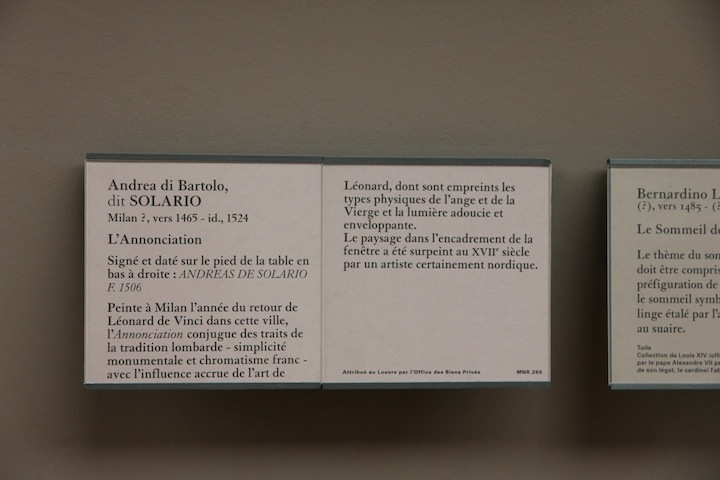 Andrea di Bartolo,
dit SOLARIO
Milan ?, vers 1465 - id., 1524
L'Annonciation
Signé et daté sur le pied de la table en
bas à droite : ANDREAS DE SOLARIO
F. 1506
Peinte à Milan l'année du retour de
Léonard de Vinci dans cette ville,
l'Annonciation conjugue des traits de
la tradition lombarde - simplicité
monumentale et chromatisme franc -
avec l'influence accrue de l'art de
Léonard, dont sont empreints les
types physiques de l'ange et de la
Vierge et la lumière adoucie et
enveloppante.
Le paysage dans l'encadrement de la
fenêtre a été surpeint au XVIIe siècle
par un artiste certainement nordique.
Attribué au Louvre par l'Office des Biens Privés
MNR 256
Bernardino L
(?), vers 1485 - (?
Le Sommeil de
Le thème du som
doit être compris
préfiguration de
le sommeil symb
linge étalé par l'a
au suaire.
Toile
Collection de Louis XIV (offe
par le pape Alexandre VII pa
de son légat, le cardinal Fab